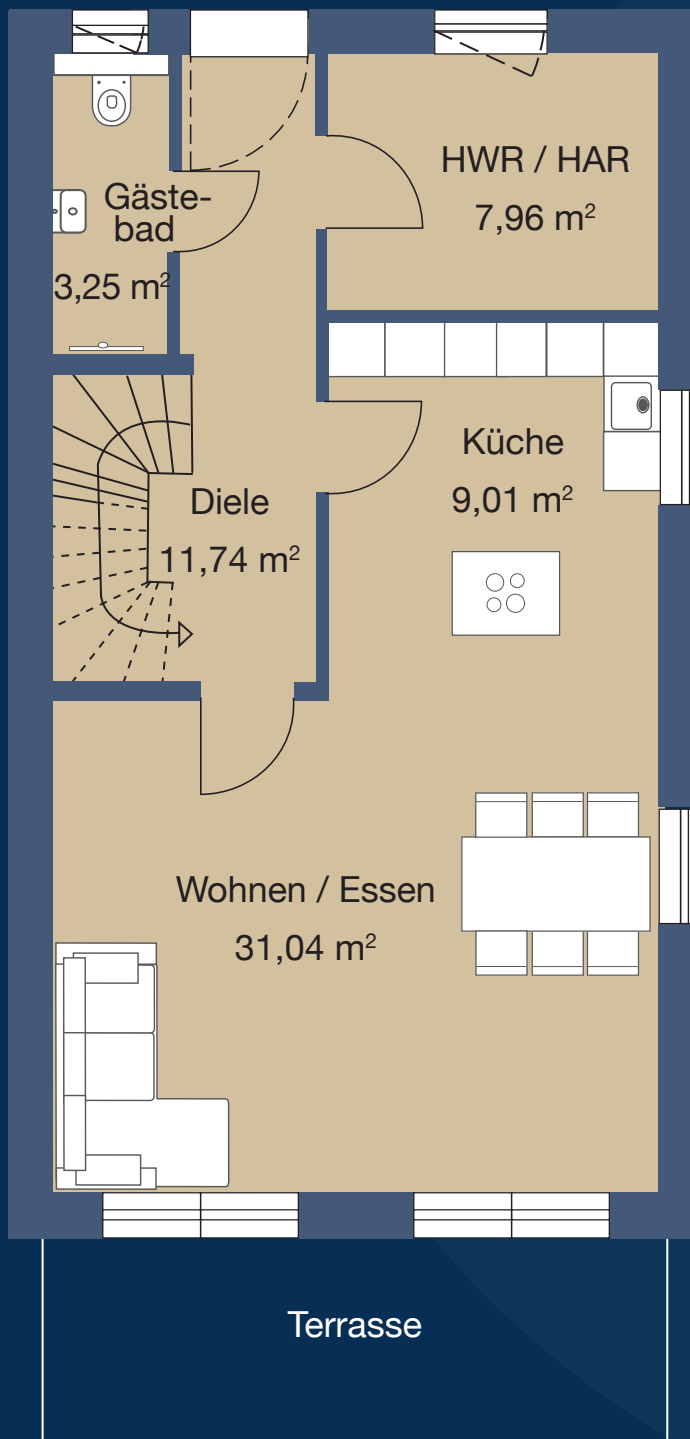 HWR / HAR
7,96 m²
Gäste-
bad
3,25 m²
Küche
9,01 m²
Diele
11,74 m²
Wohnen / Essen
31,04 m²
Terrasse